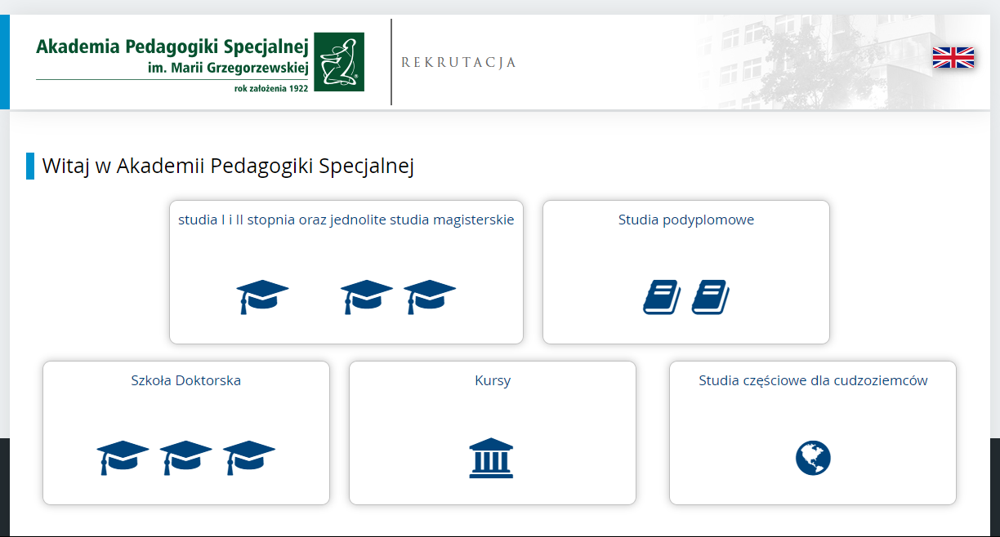 Akademia Pedagogiki Specjalnej
im. Marii Grzegorzewskiej
rok założenia 1922
REKRUTACJA
Witaj w Akademii Pedagogiki Specjalnej
studia I i II stopnia oraz jednolite studia magisterskie
Studia podyplomowe
Szkoła Doktorska
Kursy
Studia częściowe dla cudzoziemców